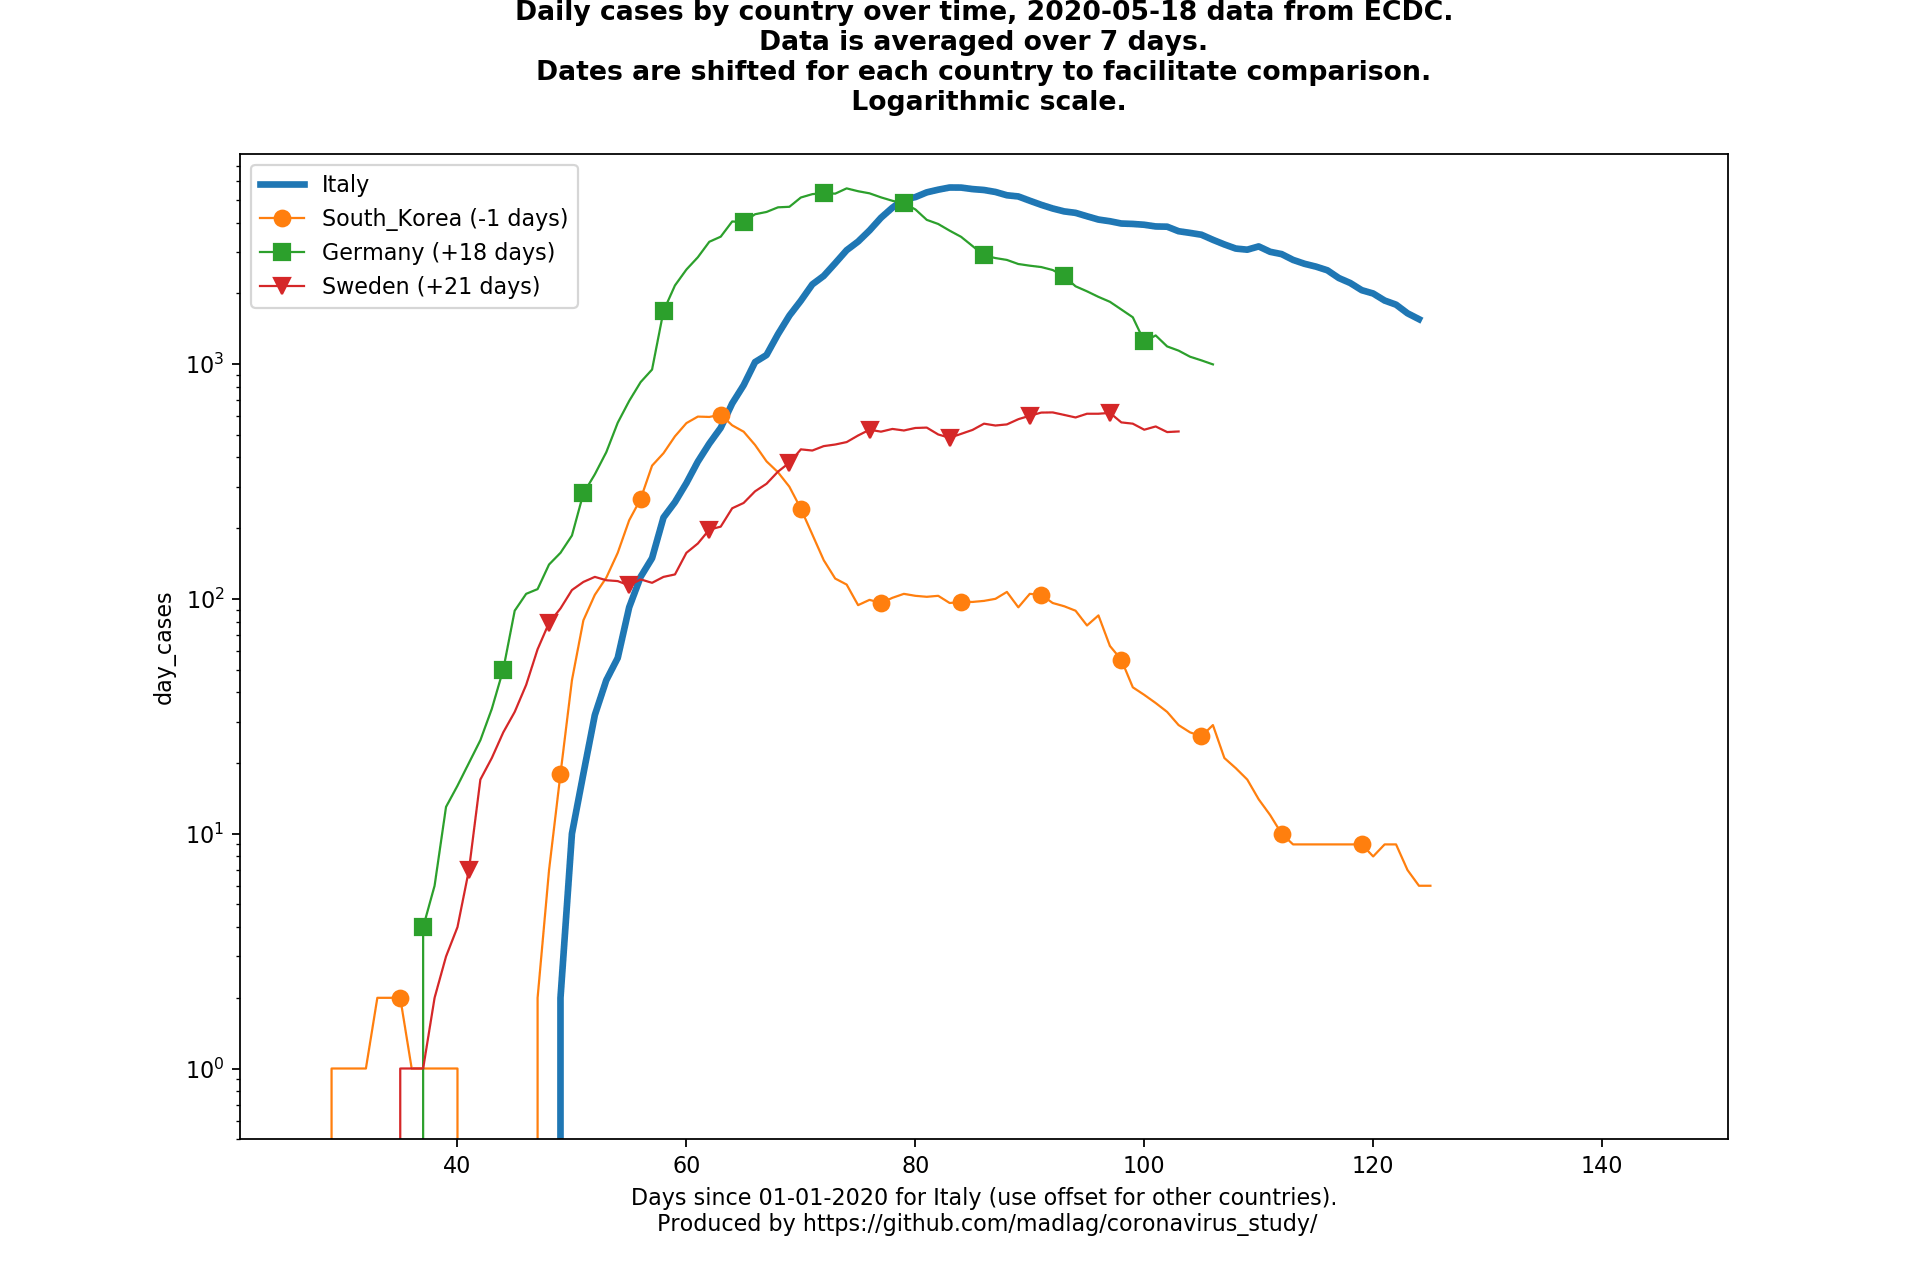 Daily cases by country over time, 2020-05-18 data from ECDC.
Data is averaged over 7 days.
Dates are shifted for each country to facilitate comparison.
Logarithmic scale.
Italy
South_Korea (-1 days)
Germany (+18 days)
Sweden (+21 days)
day_cases
10³
10²
10¹
10⁰
40 60 80 100 120 140
Days since 01-01-2020 for Italy (use offset for other countries).
Produced by https://github.com/madlag/coronavirus_study/